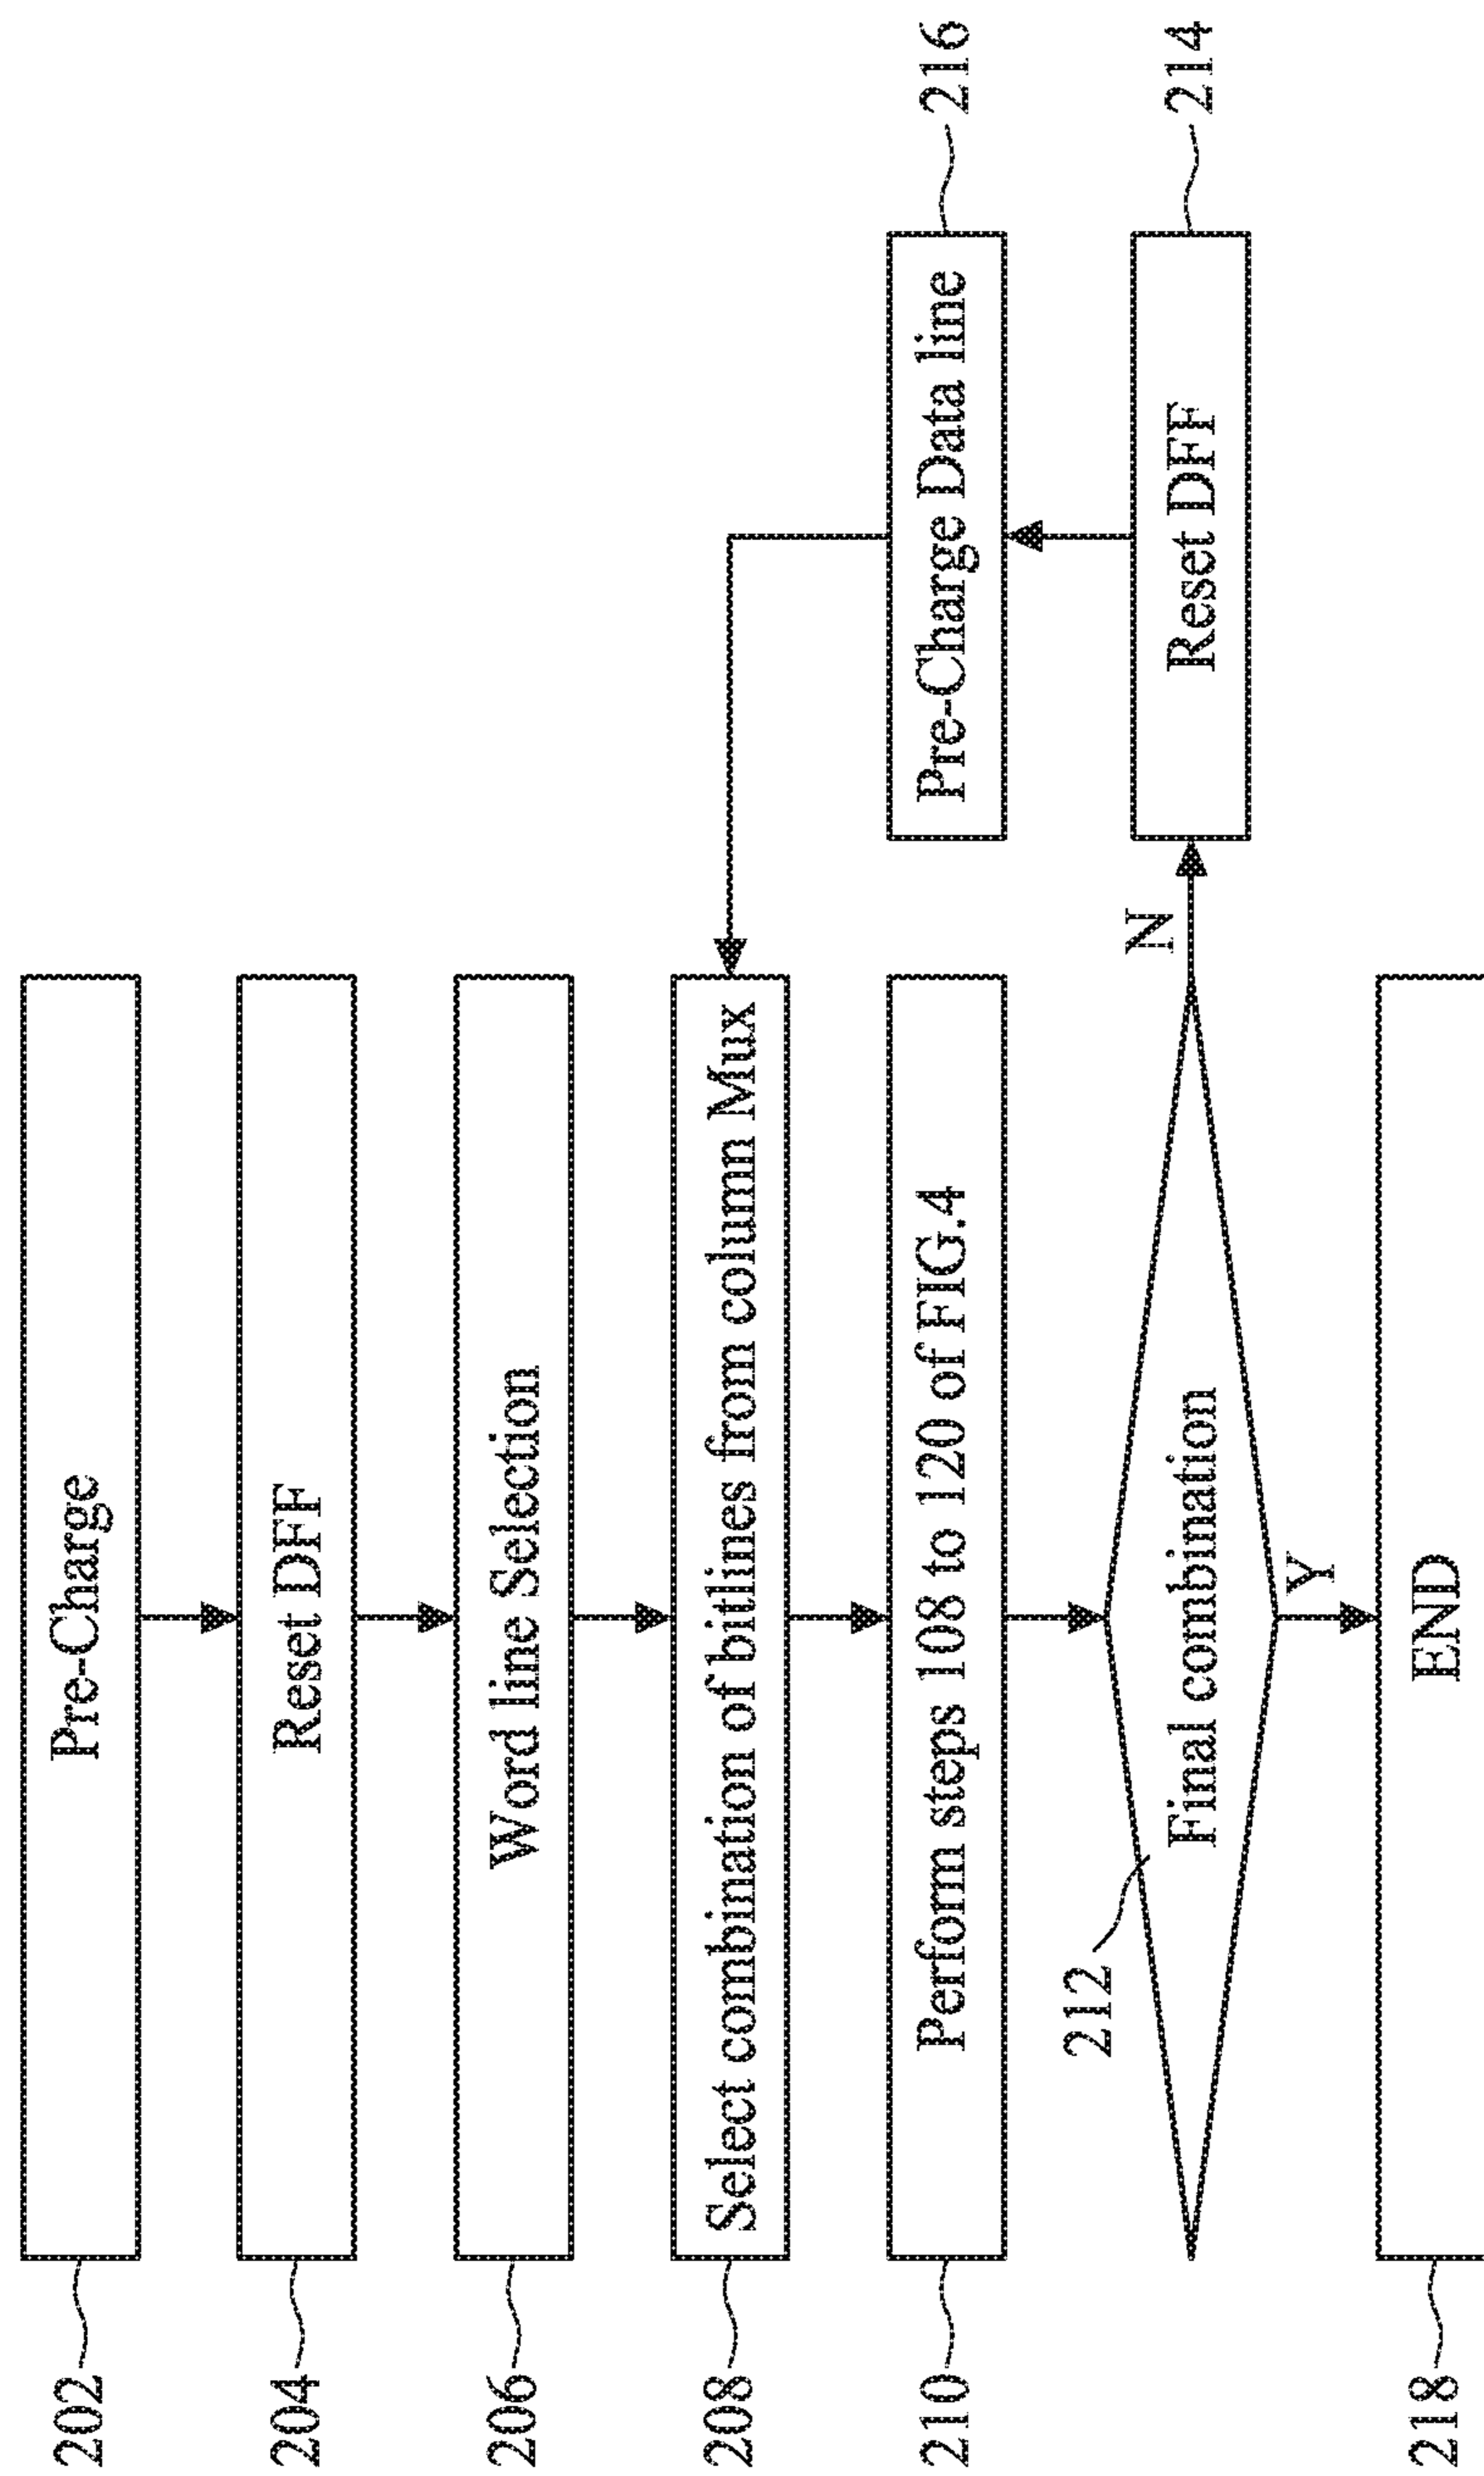 202
Pre-Charge
204
Reset DFF
206
Word line Selection
208
Select combination of bitlines from column Mux
210
Perform steps 108 to 120 of FIG.4
216
Pre-Charge Data line
212
Final combination
N
Reset DFF
214
Y
218
END